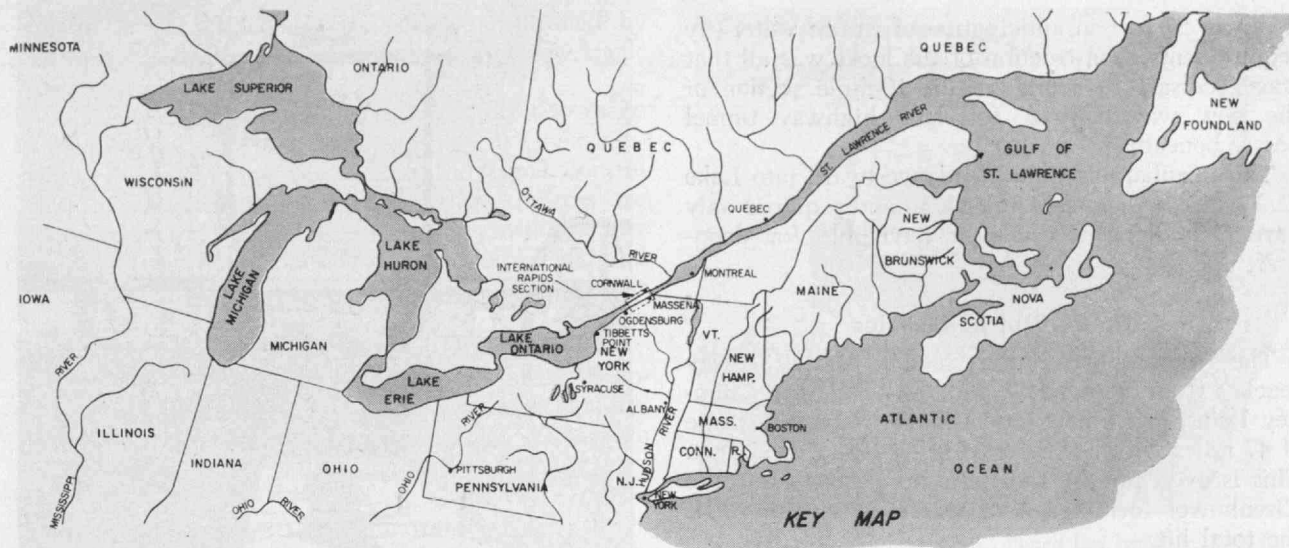 MINNESOTA
ONTARIO
QUEBEC
LAKE SUPERIOR
NEW
FOUNDLAND
QUEBEC
ST. LAWRENCE RIVER
GULF OF
ST. LAWRENCE
WISCONSIN
OTTAWA
RIVER
QUEBEC
NEW
BRUNSWICK
LAKE
HURON
INTERNATIONAL
RAPIDS
SECTION
CORNWALL
MONTREAL
MAINE
LAKE
MICHIGAN
MASSENA
OGDENSBURG
NOVA
SCOTIA
IOWA
TIBBETTS
POINT
VT.
MICHIGAN
LAKE
ONTARIO
NEW
YORK
NEW
HAMP.
RIVER
LAKE
ERIE
SYRACUSE
ALBANY
RIVER
MASS.
BOSTON
ATLANTIC
OCEAN
ILLINOIS
INDIANA
OHIO
RIVER
CONN.
R.I.
PITTSBURGH
PENNSYLVANIA
N.J.
HUDSON
MISSISSIPPI
OHIO
RIVER
OHIO
NEW
YORK
KEY MAP